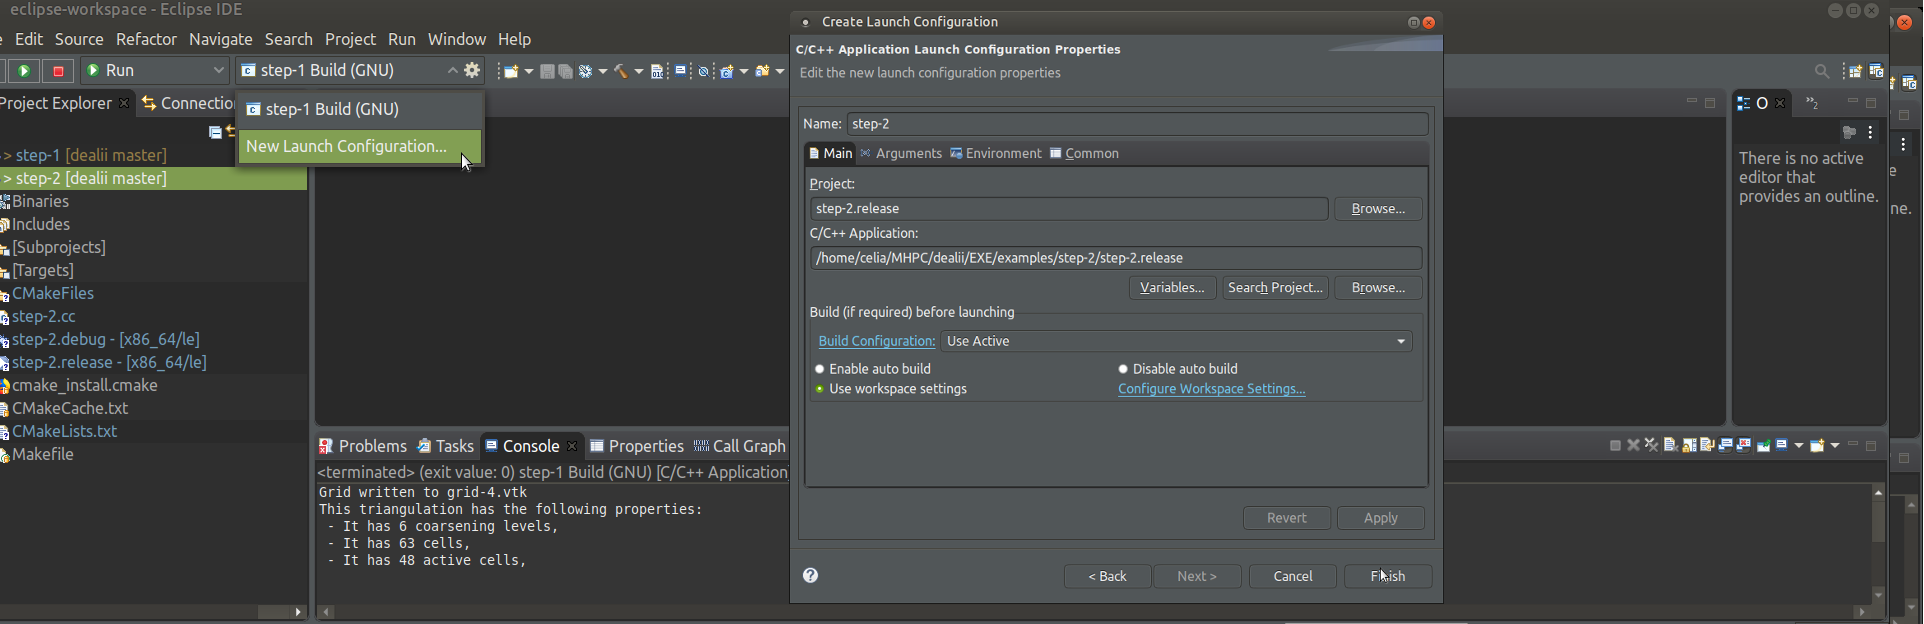 eclipse-workspace - Eclipse IDE
Edit Source Refactor Navigate Search Project Run Window Help
Run
step-1 Build (GNU)
step-1 Build (GNU)
New Launch Configuration...
Project Explorer
Connection
> step-1 [dealii master]
> step-2 [dealii master]
Binaries
Includes
[Subprojects]
[Targets]
CMakeFiles
step-2.cc
step-2.debug - [x86_64/le]
step-2.release - [x86_64/le]
cmake_install.cmake
CMakeCache.txt
CMakeLists.txt
Makefile
Problems Tasks Console Properties Call Graph
<terminated> (exit value: 0) step-1 Build (GNU) [C/C++ Application]
Grid written to grid-4.vtk
This triangulation has the following properties:
- It has 6 coarsening levels,
- It has 63 cells,
- It has 48 active cells,
Create Launch Configuration
C/C++ Application Launch Configuration Properties
Edit the new launch configuration properties
Name: step-2
Main Arguments Environment Common
Project:
step-2.release Browse...
C/C++ Application:
/home/celia/MHPC/dealii/EXE/examples/step-2/step-2.release
Variables... Search Project... Browse...
Build (if required) before launching
Build Configuration: Use Active
Enable auto build Disable auto build
Use workspace settings Configure Workspace Settings...
Revert Apply
< Back Next > Cancel Finish
O
»2
There is no active
editor that
provides an outline.
e
ne.